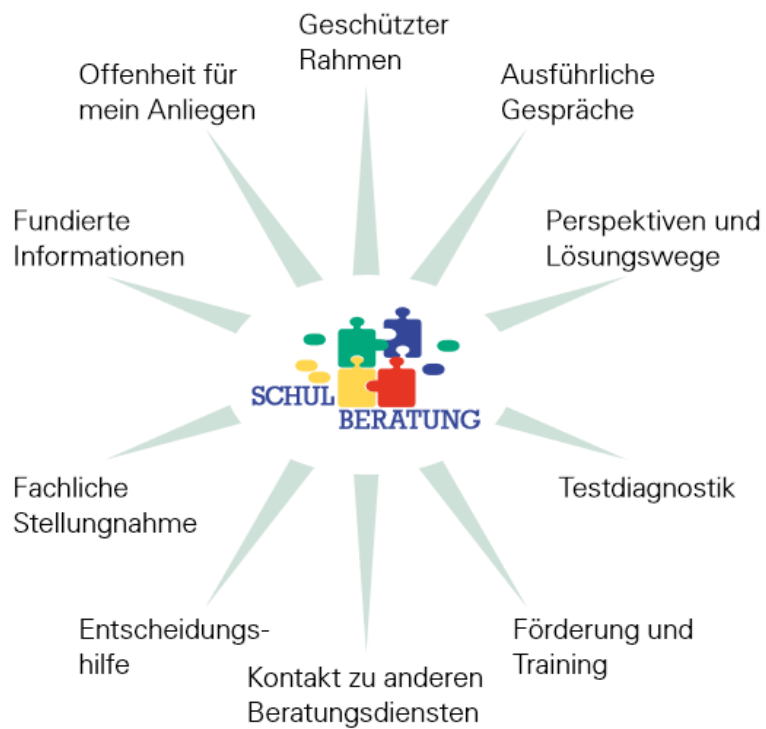 Geschützter
Rahmen
Ausführliche
Gespräche
Perspektiven und
Lösungswege
Testdiagnostik
Förderung und
Training
Kontakt zu anderen
Beratungsdiensten
Entscheidungs-
hilfe
Fachliche
Stellungnahme
Fundierte
Informationen
Offenheit für
mein Anliegen
SCHUL
BERATUNG